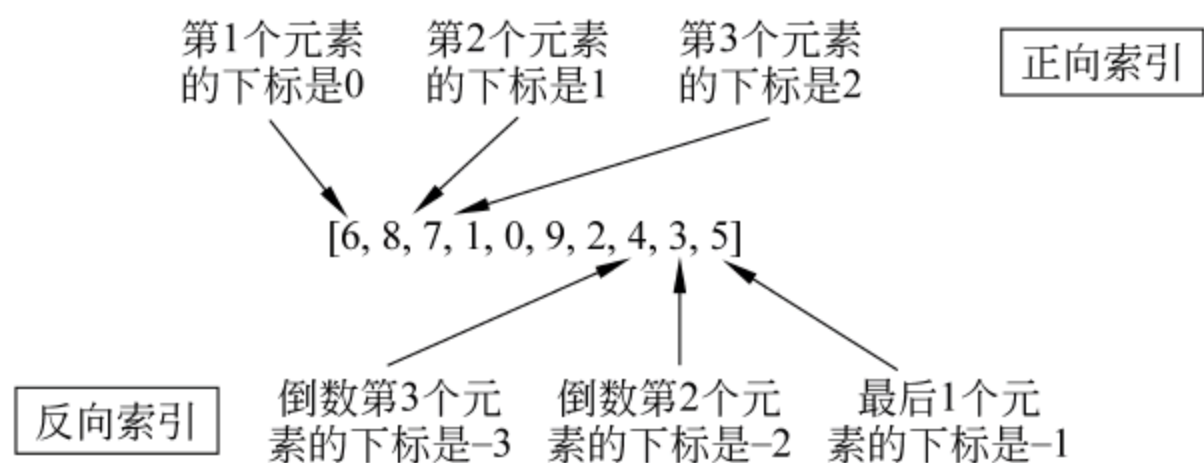 第1个元素
的下标是0
第2个元素
的下标是1
第3个元素
的下标是2
正向索引
[6, 8, 7, 1, 0, 9, 2, 4, 3, 5]
反向索引
倒数第3个元
素的下标是–3
倒数第2个元
素的下标是–2
最后1个元
素的下标是–1